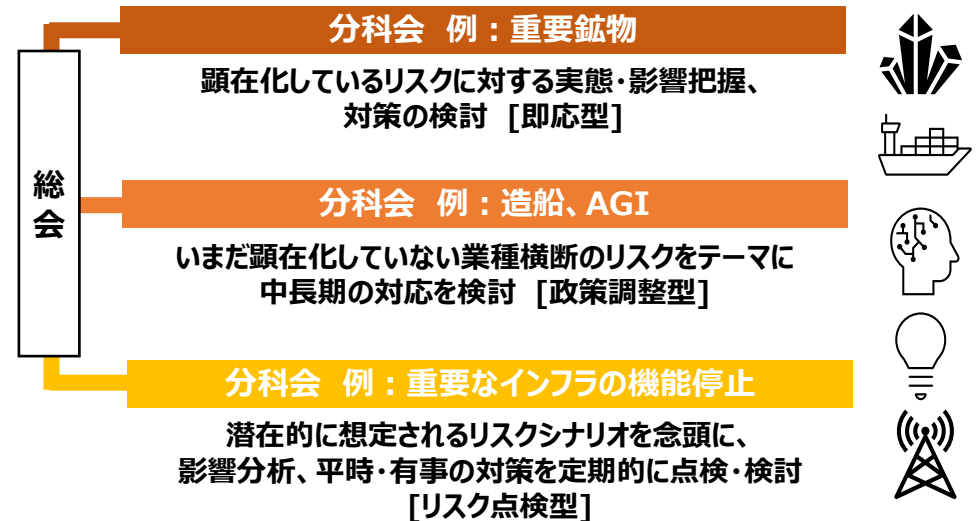 分科会 例：重要鉱物
顕在化しているリスクに対する実態・影響把握、
対策の検討 [即応型]
総会
分科会 例：造船、AGI
いまだ顕在化していない業種横断のリスクをテーマに
中長期の対応を検討 [政策調整型]
分科会 例：重要なインフラの機能停止
潜在的に想定されるリスクシナリオを念頭に、
影響分析、平時・有事の対策を定期的に点検・検討
[リスク点検型]